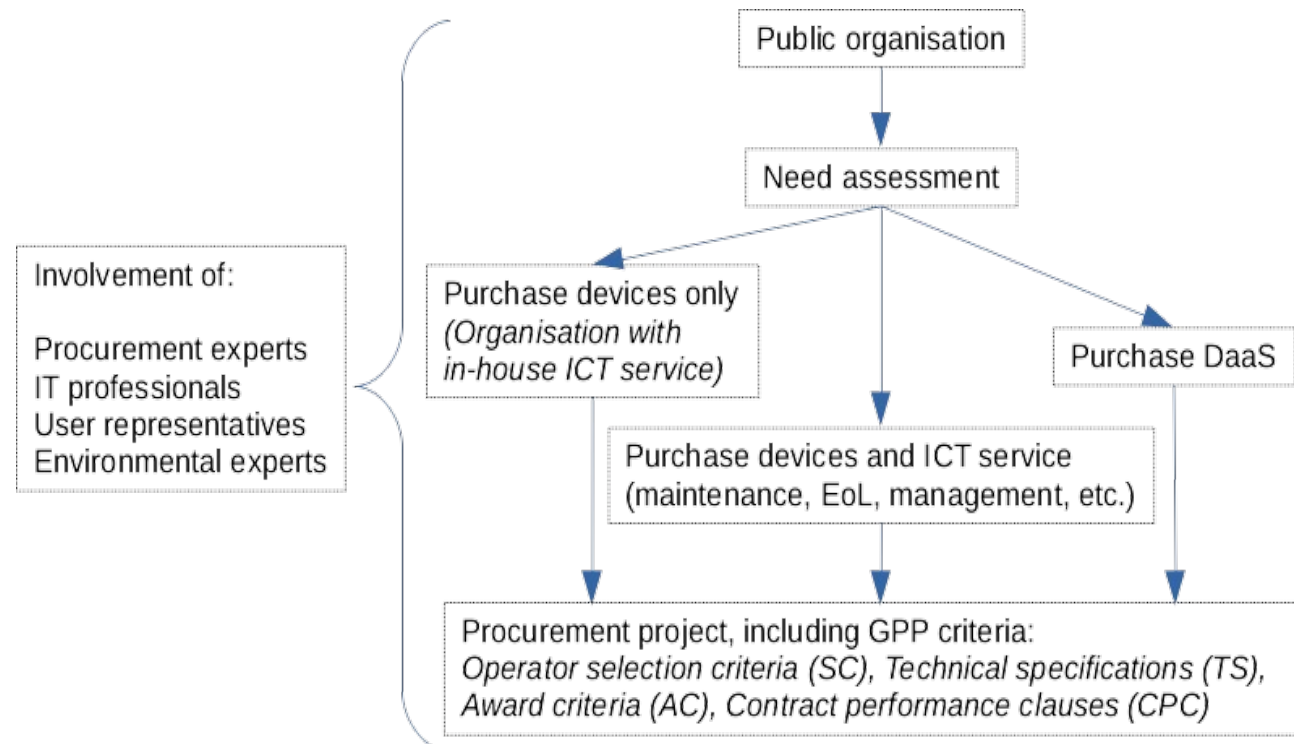 Public organisation
Need assessment
Involvement of:
Procurement experts
IT professionals
User representatives
Environmental experts
Purchase devices only
(Organisation with
in-house ICT service)
Purchase DaaS
Purchase devices and ICT service
(maintenance, EoL, management, etc.)
Procurement project, including GPP criteria:
Operator selection criteria (SC), Technical specifications (TS),
Award criteria (AC), Contract performance clauses (CPC)